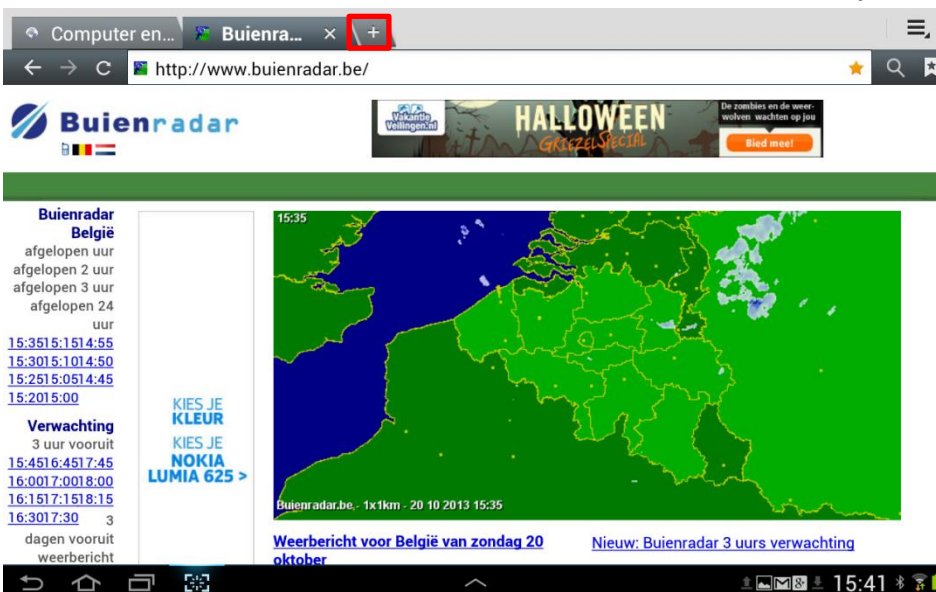 Computer en...
Buienra...
http://www.buienradar.be/
Buienradar
Vakantie
Veilingen.nl
HALLOWEEN
GRIEZELSPECIAL
De zombies en de weer-
wolven wachten op jou
Bied mee!
Buienradar
België
afgelopen uur
afgelopen 2 uur
afgelopen 3 uur
afgelopen 24
uur
15:3515:1514:55
15:3015:1014:50
15:2515:0514:45
15:2015:00
Verwachting
3 uur vooruit
15:4516:4517:45
16:0017:0018:00
16:1517:1518:15
16:3017:30 3
dagen vooruit
weerbericht
KIES JE
KLEUR
KIES JE
NOKIA
LUMIA 625 >
15:35
Buienradar.be - 1x1km - 20 10 2013 15:35
Weerbericht voor België van zondag 20
oktober
Nieuw: Buienradar 3 uurs verwachting
15:41